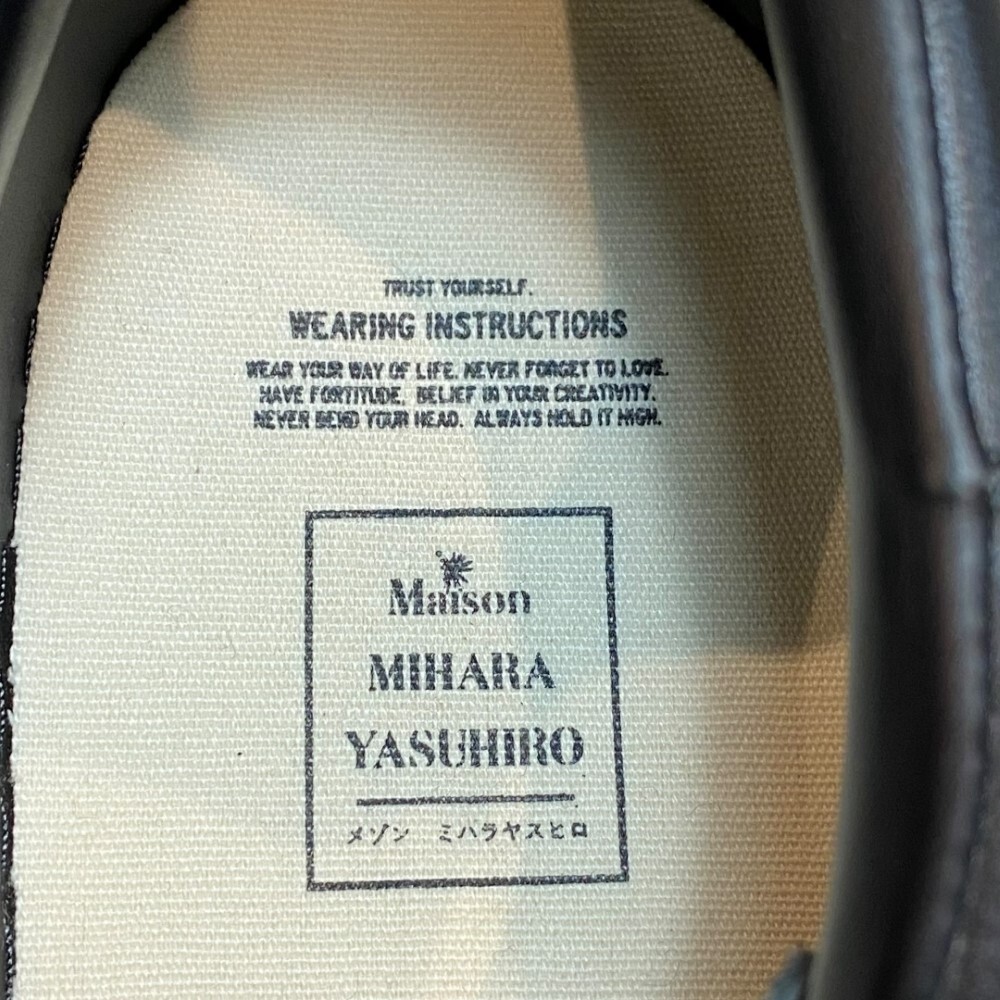 TRUST YOURSELF.
WEARING INSTRUCTIONS
WEAR YOUR WAY OF LIFE. NEVER FORGET TO LOVE.
HAVE FORTITUDE. BELIEF IN YOUR CREATIVITY.
NEVER BEND YOUR HEAD. ALWAYS HOLD IT HIGH.
Maison
MIHARA
YASUHIRO
メゾン ミハラヤスヒロ